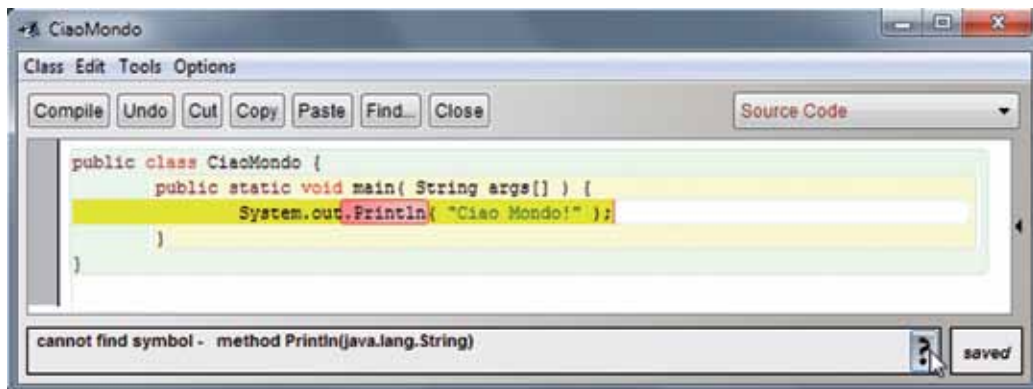 CiaoMondo
Class Edit Tools Options
Compile Undo Cut Copy Paste Find... Close Source Code
public class CiaoMondo {
public static void main( String args[] ) {
System.out.Println( "Ciao Mondo!" );
}
}
cannot find symbol - method Println(java.lang.String)
? saved